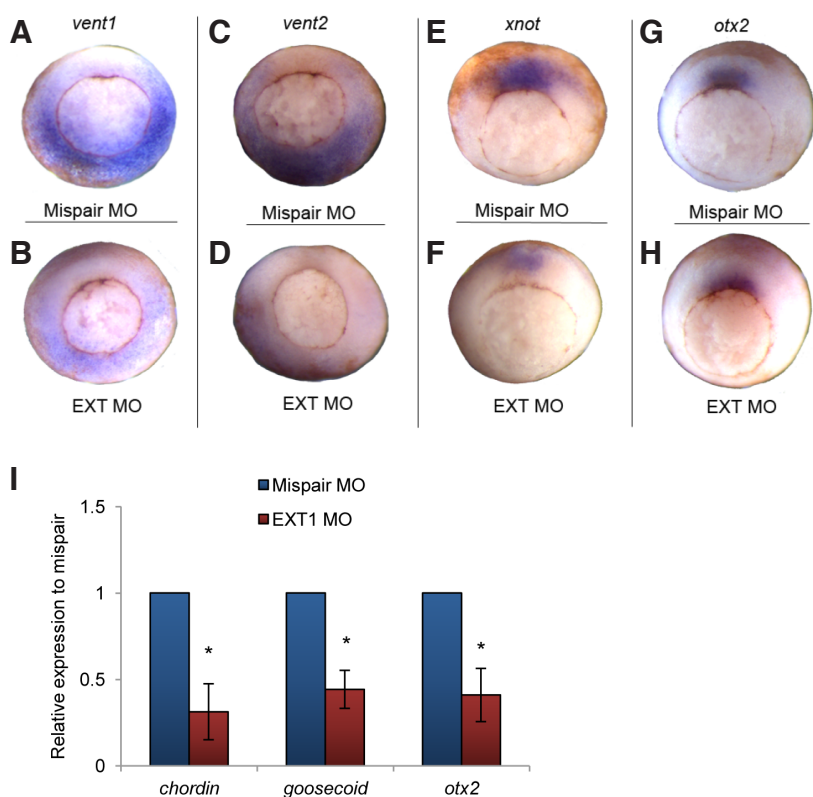 A vent1 C vent2 E xnot G otx2
Mispair MO Mispair MO Mispair MO Mispair MO
B D F H
EXT MO EXT MO EXT MO EXT MO
I
Mispair MO
EXT1 MO
Relative expression to mispair
1.5
1
0.5
0
* * *
chordin goosecoid otx2